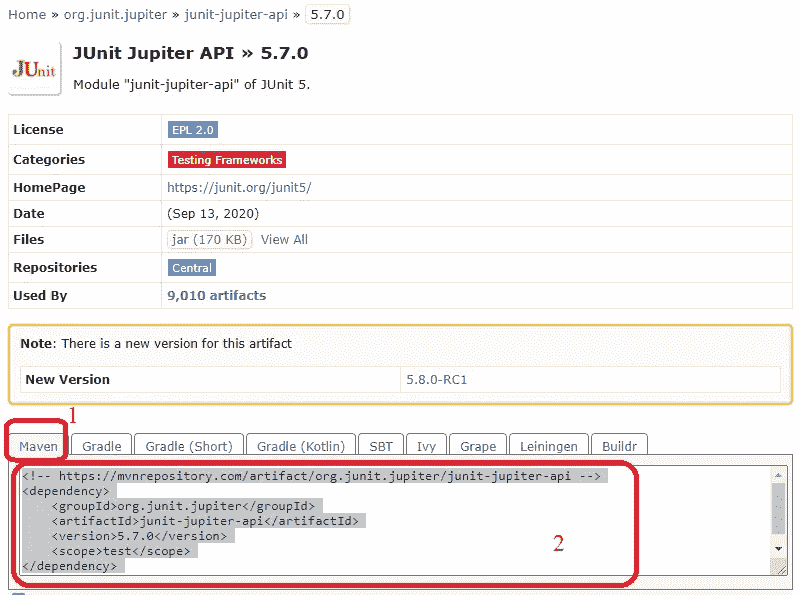 Home » org.junit.jupiter » junit-jupiter-api » 5.7.0
JUnit
JUnit Jupiter API » 5.7.0
Module "junit-jupiter-api" of JUnit 5.
License EPL 2.0
Categories Testing Frameworks
HomePage https://junit.org/junit5/
Date (Sep 13, 2020)
Files jar (170 KB) View All
Repositories Central
Used By 9,010 artifacts
Note: There is a new version for this artifact
New Version 5.8.0-RC1
1
Maven Gradle Gradle (Short) Gradle (Kotlin) SBT Ivy Grape Leiningen Buildr
<!-- https://mvnrepository.com/artifact/org.junit.jupiter/junit-jupiter-api -->
<dependency>
    <groupId>org.junit.jupiter</groupId>
    <artifactId>junit-jupiter-api</artifactId>
    <version>5.7.0</version>
    <scope>test</scope>
</dependency>
2